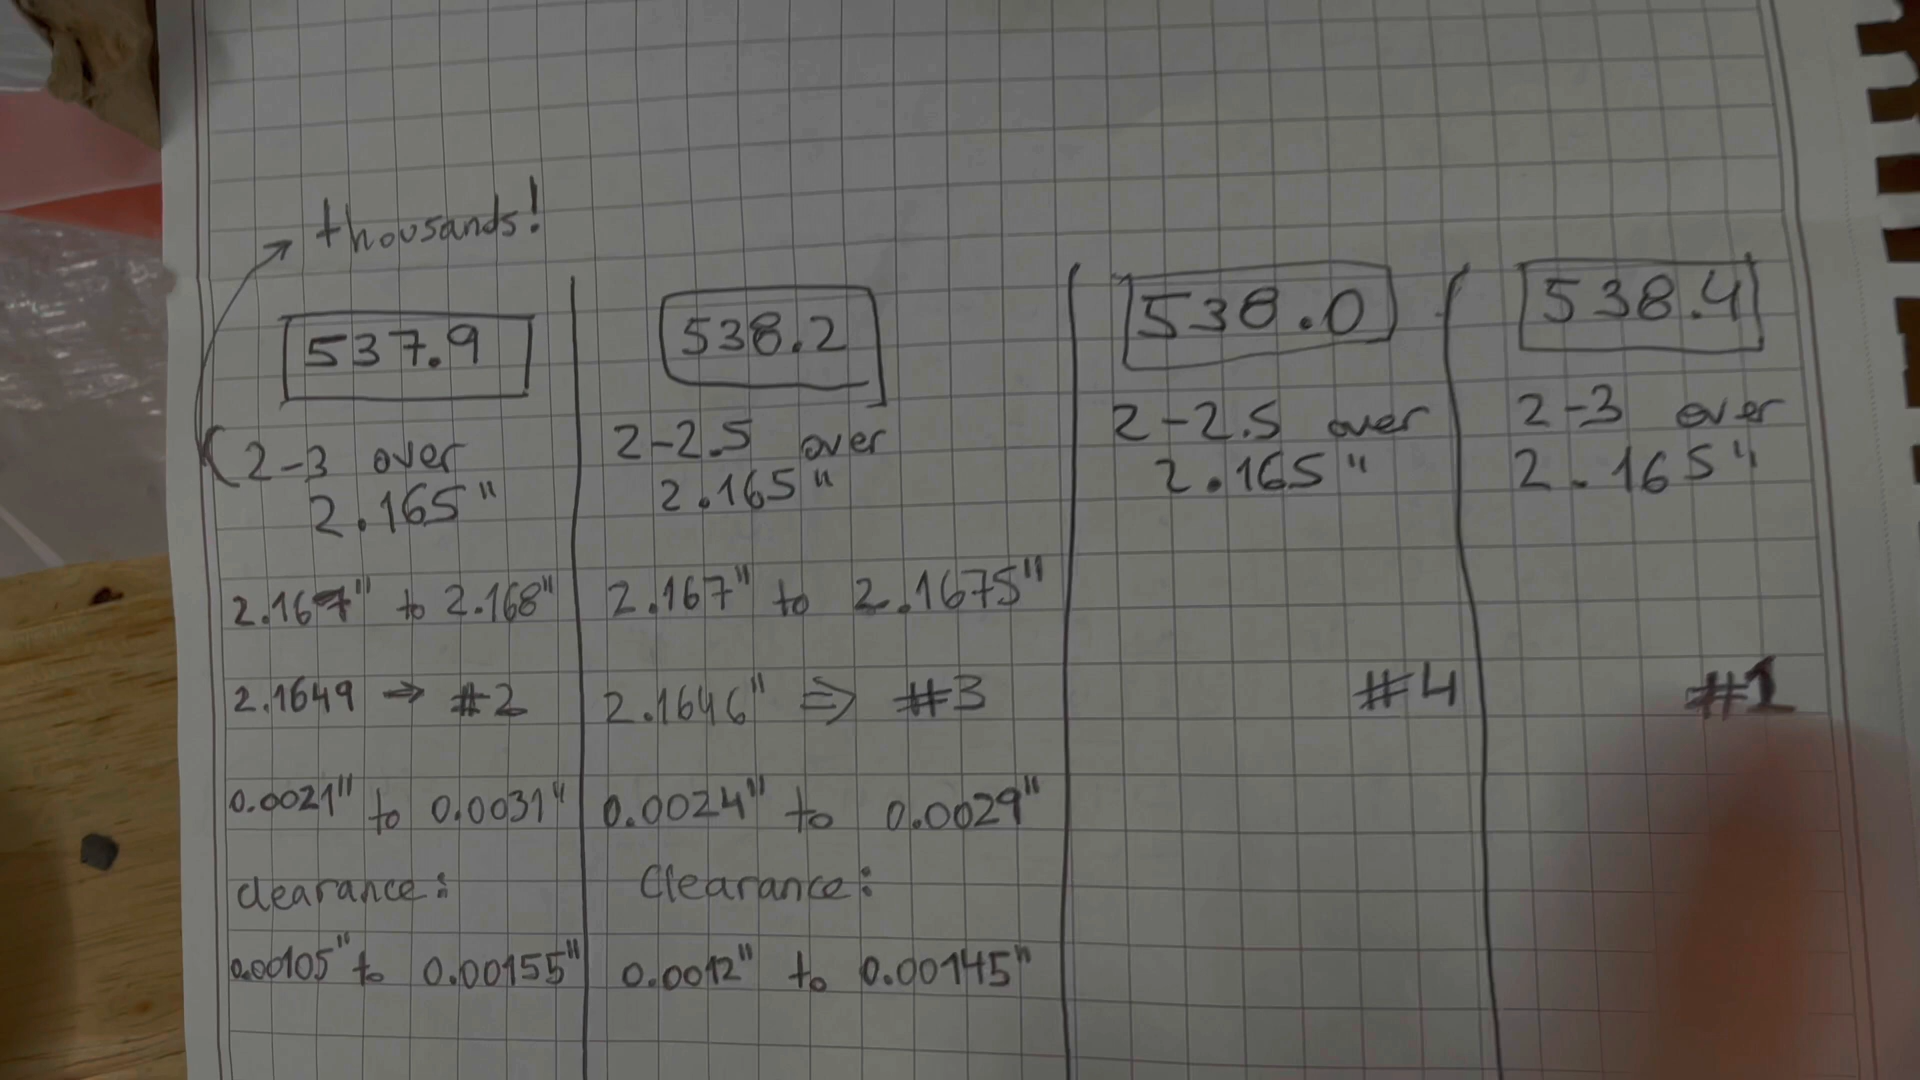 thousands!
537.9
2-3 over
2.165"
2.167" to 2.168"
2.1649 → #2
0.0021" to 0.0031"
clearance:
0.00105" to 0.00155"
538.2
2-2.5 over
2.165"
2.167" to 2.1675"
2.1646" ⇒ #3
0.0024" to 0.0029"
Clearance:
0.0012" to 0.00145"
538.0
2-2.5 over
2.165"
#4
538.4
2-3 over
2.165"
#1